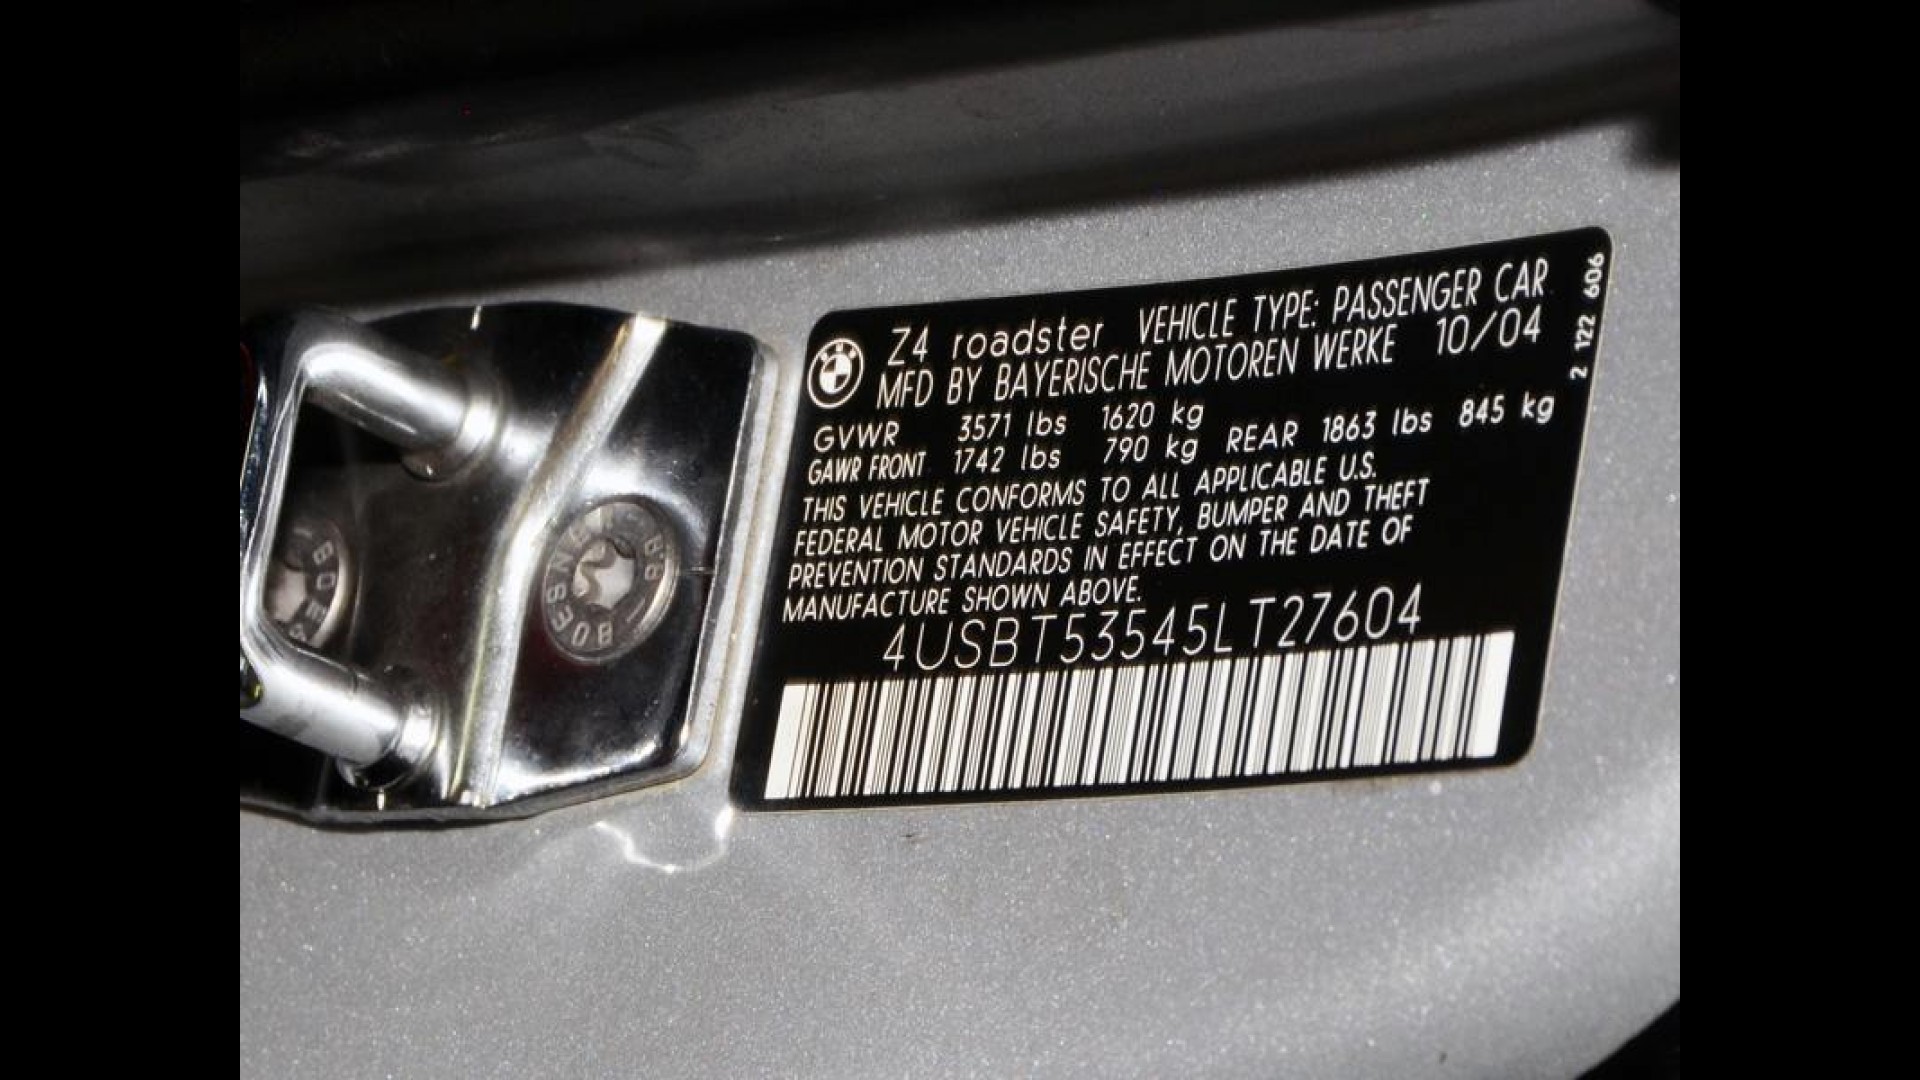 Z4 roadster VEHICLE TYPE: PASSENGER CAR
MFD BY BAYERISCHE MOTOREN WERKE 10/04
GVWR 3571 lbs 1620 kg
GAWR FRONT 1742 lbs 790 kg REAR 1863 lbs 845 kg
THIS VEHICLE CONFORMS TO ALL APPLICABLE U.S.
FEDERAL MOTOR VEHICLE SAFETY, BUMPER AND THEFT
PREVENTION STANDARDS IN EFFECT ON THE DATE OF
MANUFACTURE SHOWN ABOVE.
4USBT53545LT27604
2 122 606